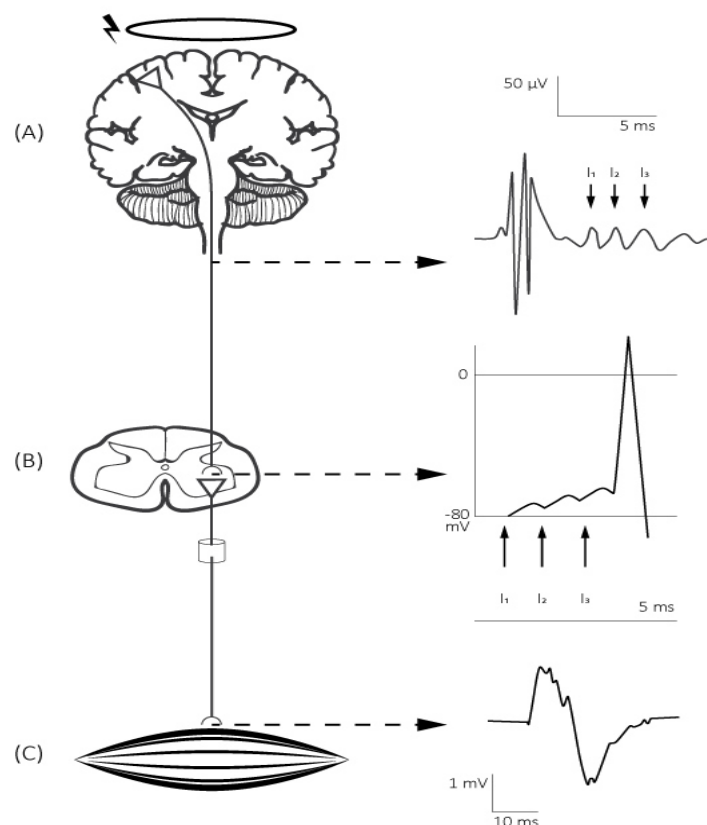 50 µV
5 ms
(A)
I₁ I₂ I₃
0
(B)
-80
mV
I₁ I₂ I₃
5 ms
(C)
1 mV
10 ms